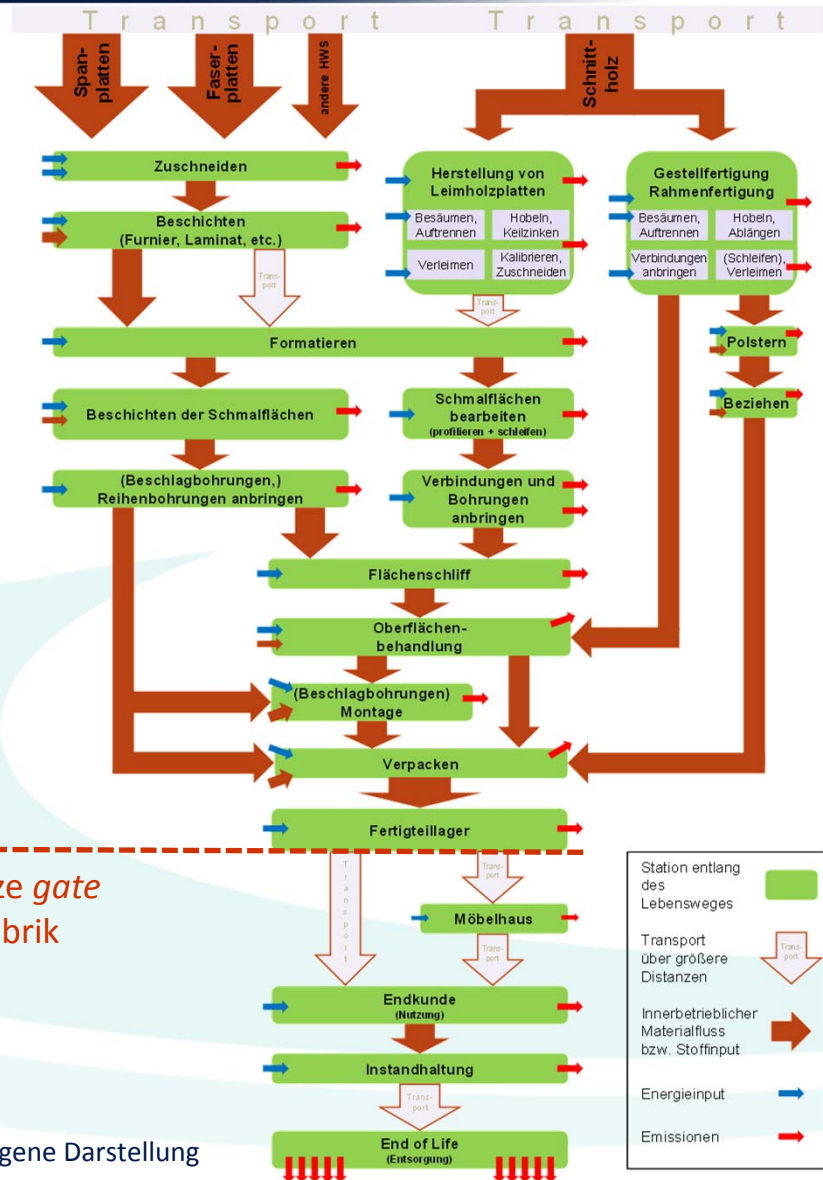 Transport Transport
Span-
platten
Faser-
platten
andere HWS
Schnitt-
holz
Zuschneiden
Beschichten
(Furnier, Laminat, etc.)
Trans-
port
Herstellung von
Leimholzplatten
Besäumen,
Auftrennen
Hobeln,
Keilzinken
Verleimen
Kalibrieren,
Zuschneiden
Trans-
port
Gestellfertigung
Rahmenfertigung
Besäumen,
Auftrennen
Hobeln,
Ablängen
Verbindungen
anbringen
(Schleifen),
Verleimen
Formatieren
Polstern
Beziehen
Beschichten der Schmalflächen
Schmalflächen
bearbeiten
(profilieren + schleifen)
(Beschlagbohrungen,)
Reihenbohrungen anbringen
Verbindungen und
Bohrungen
anbringen
Flächenschliff
Oberflächen-
behandlung
(Beschlagbohrungen)
Montage
Verpacken
Fertigteillager
ze gate
brik
Transport
Trans-
port
Möbelhaus
Trans-
port
Endkunde
(Nutzung)
Instandhaltung
Trans-
port
End of Life
(Entsorgung)
Station entlang
des
Lebensweges
Transport
über größere
Distanzen
Trans-
port
Innerbetrieblicher
Materialfluss
bzw. Stoffinput
Energieinput
Emissionen
gene Darstellung